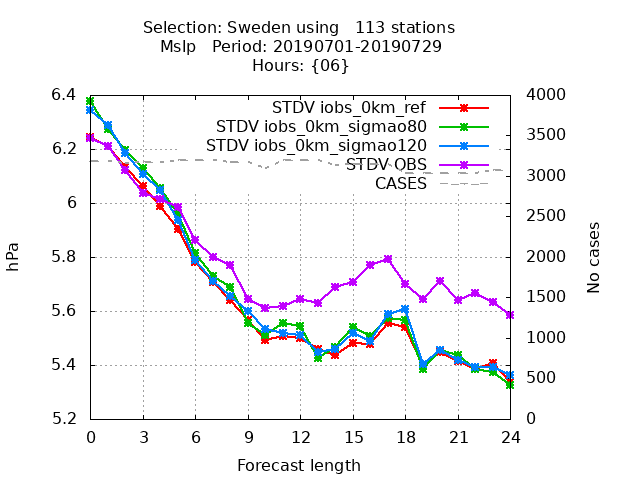 Selection: Sweden using   113 stations
Mslp   Period: 20190701-20190729
Hours: {06}
STDV iobs_0km_ref
STDV iobs_0km_sigmao80
STDV iobs_0km_sigmao120
STDV OBS
CASES
6.4
6.2
6
5.8
5.6
5.4
5.2
hPa
4000
3500
3000
2500
2000
1500
1000
500
0
No cases
0 3 6 9 12 15 18 21 24
Forecast length